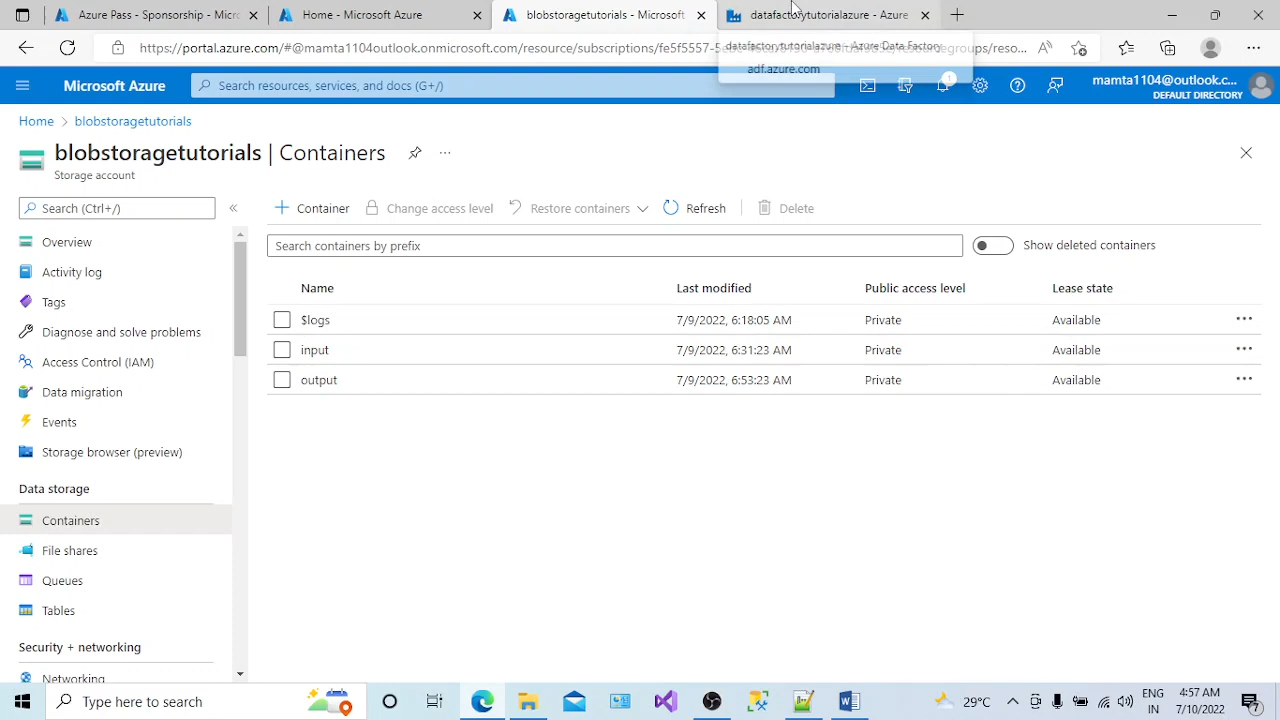 Azure Pass - Sponsorship - Micro
Home - Microsoft Azure
blobstoragetutorials - Microsoft
datafactorytutorialazure - Azure
https://portal.azure.com/#@mamta1104outlook.onmicrosoft.com/resource/subscriptions/fe5f5557-5
datafactorytutorialazure - Azure Data Factory
adf.azure.com
Microsoft Azure
Search resources, services, and docs (G+/)
1
mamta1104@outlook.c...
DEFAULT DIRECTORY
Home > blobstoragetutorials
blobstoragetutorials | Containers
Storage account
Search (Ctrl+/)
Container
Change access level
Restore containers
Refresh
Delete
Search containers by prefix
Show deleted containers
Overview
Activity log
Tags
Diagnose and solve problems
Access Control (IAM)
Data migration
Events
Storage browser (preview)
Data storage
Containers
File shares
Queues
Tables
Security + networking
Networking
Name Last modified Public access level Lease state
$logs 7/9/2022, 6:18:05 AM Private Available
input 7/9/2022, 6:31:23 AM Private Available
output 7/9/2022, 6:53:23 AM Private Available
Type here to search
29°C
ENG
IN
4:57 AM
7/10/2022
7